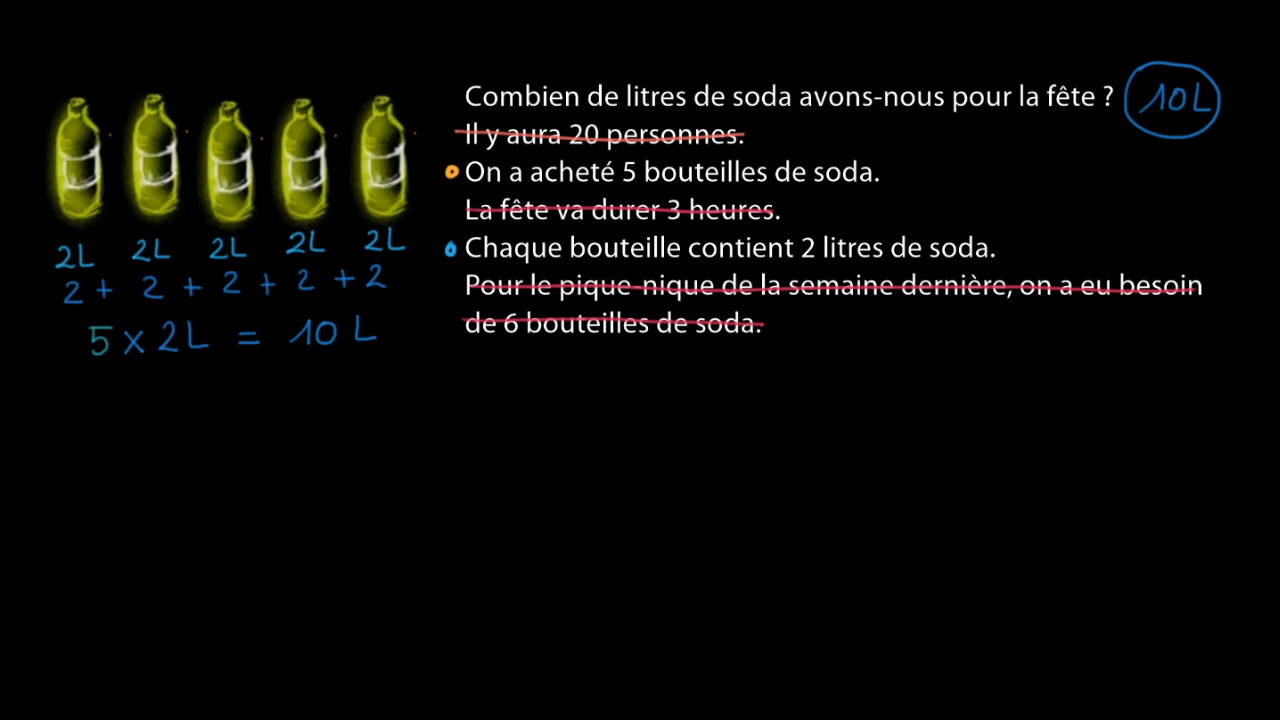 Combien de litres de soda avons-nous pour la fête ? 10L
Il y aura 20 personnes.
On a acheté 5 bouteilles de soda.
La fête va durer 3 heures.
Chaque bouteille contient 2 litres de soda.
Pour le pique-nique de la semaine dernière, on a eu besoin
de 6 bouteilles de soda.
2L 2L 2L 2L 2L
2 + 2 + 2 + 2 + 2
5 x 2L = 10 L